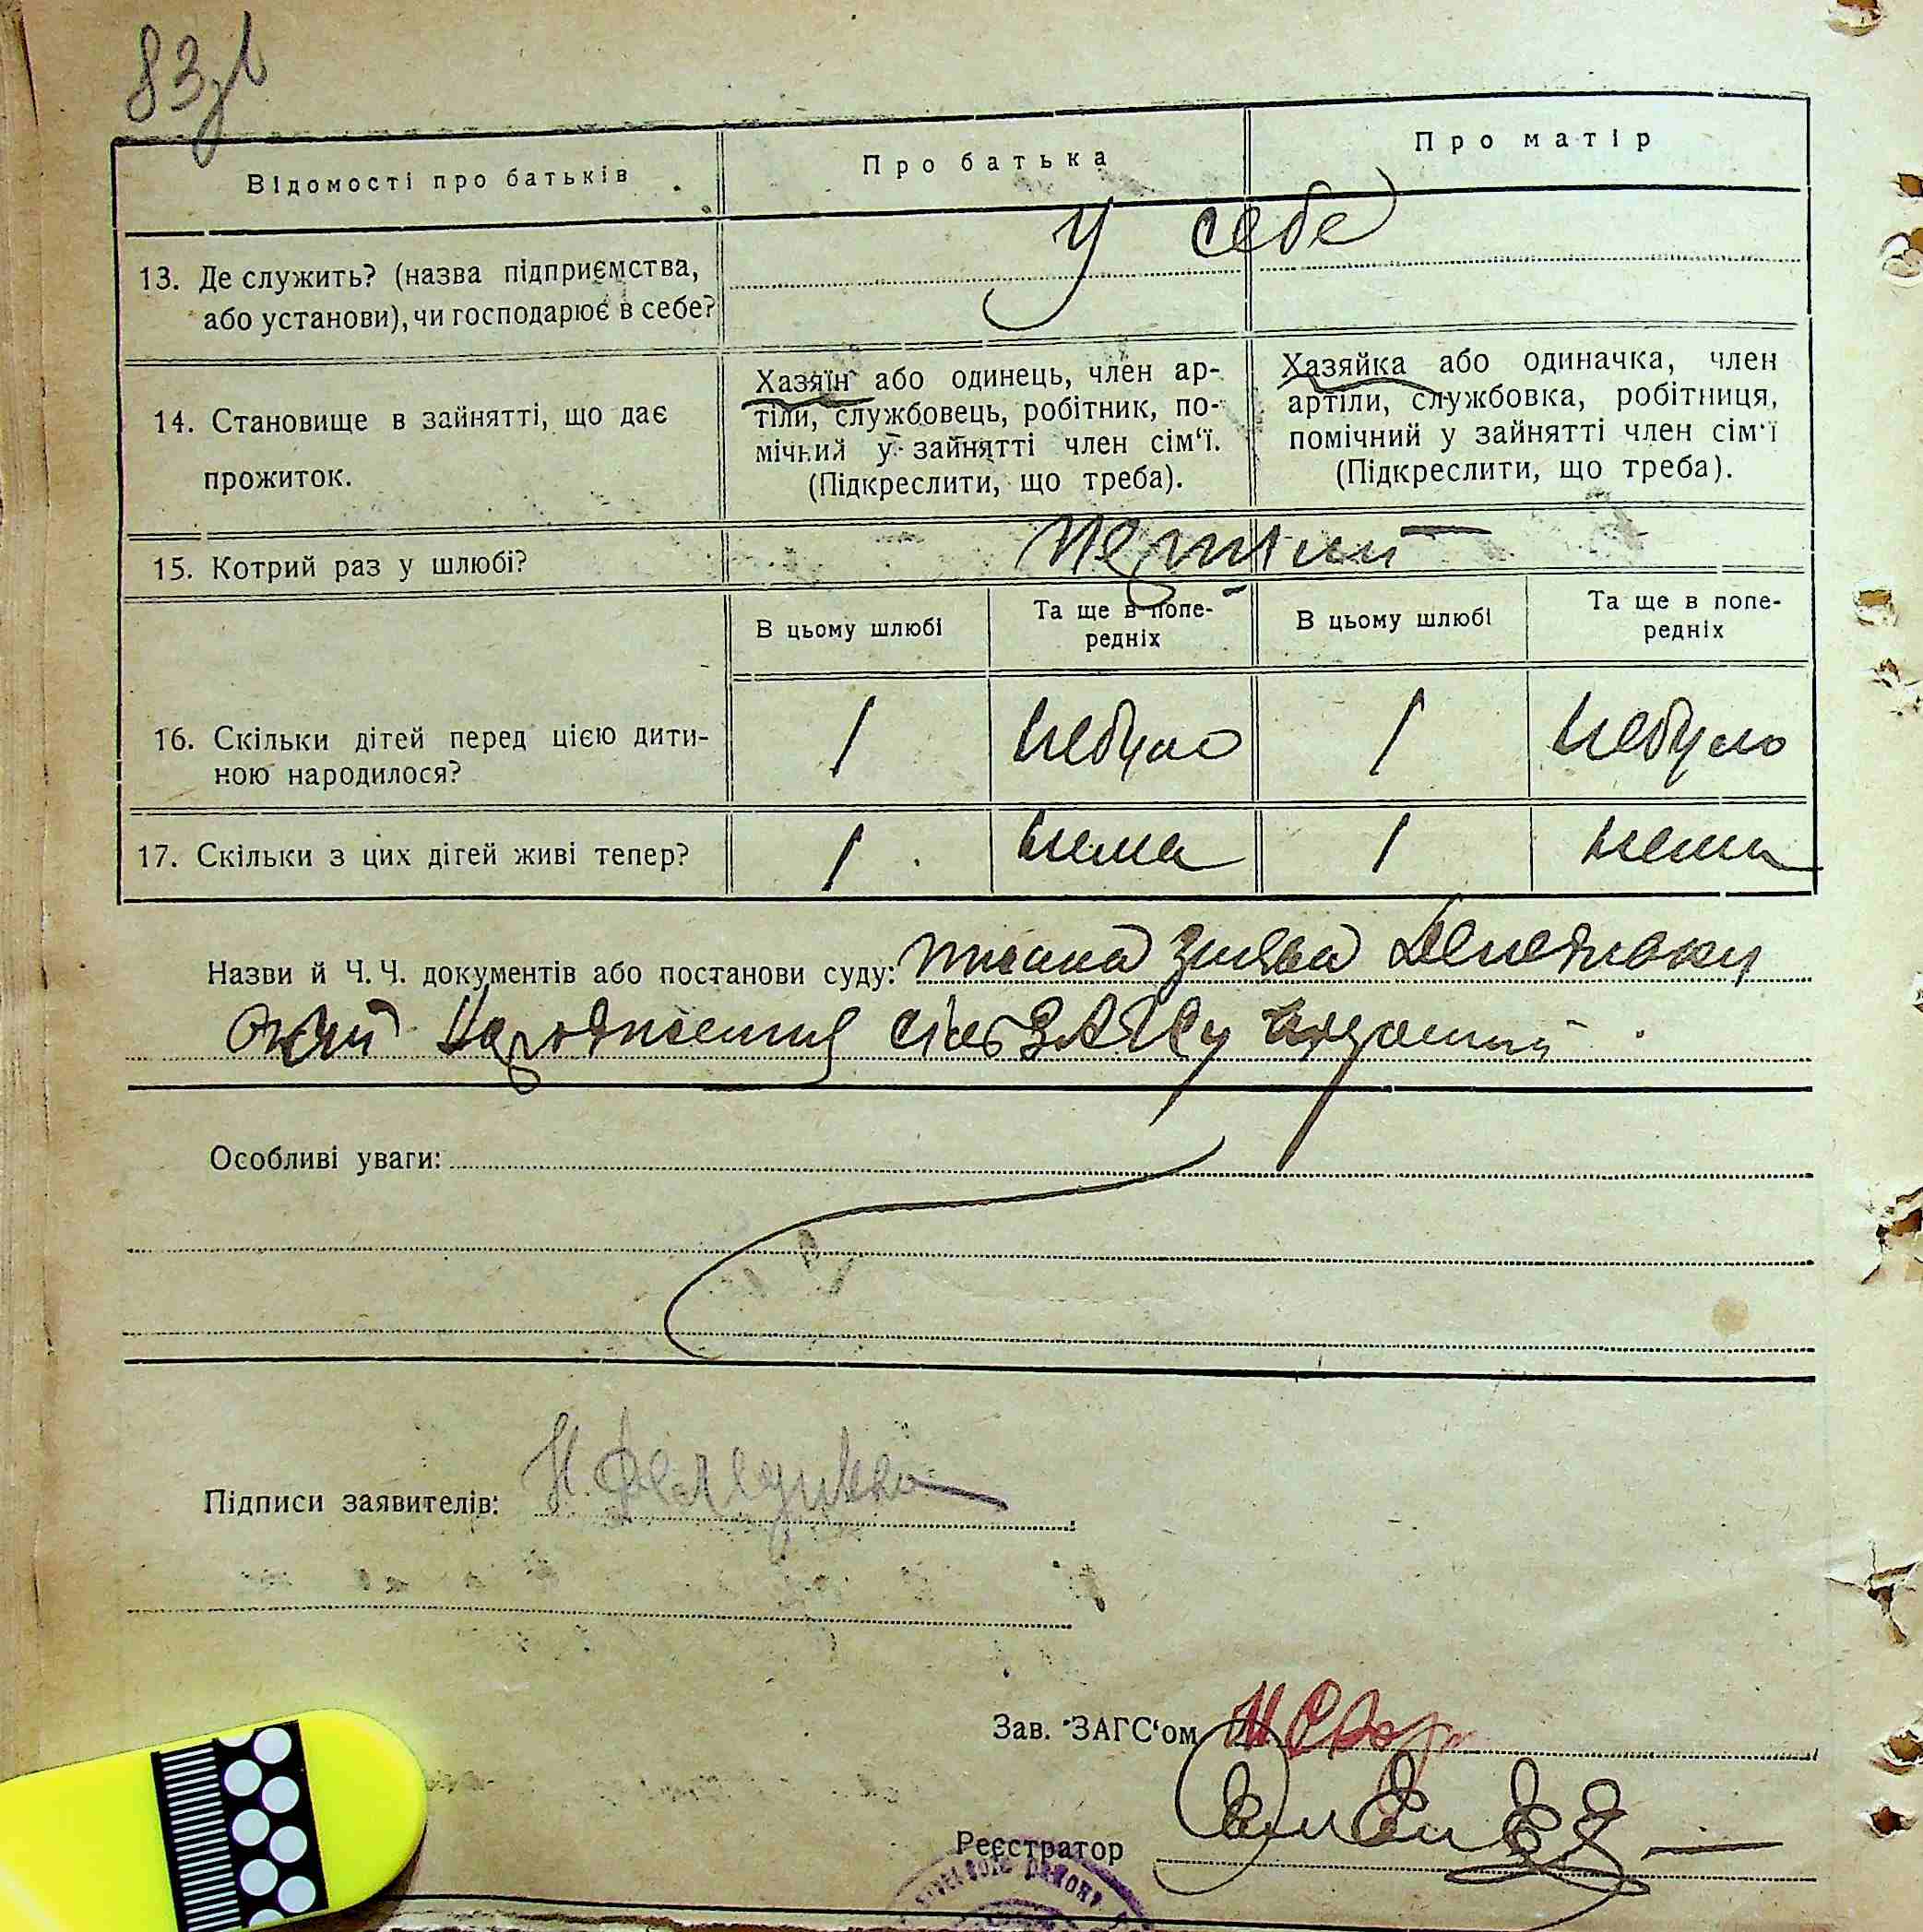 83зв
Відомості про батьків
Про батька
Про матір
13. Де служить? (назва підприємства,
або установи), чи господарює в себе?
у себе
14. Становище в зайнятті, що дає
прожиток.
Хазяїн або одинець, член ар-
тіли, службовець, робітник, по-
мічний у зайнятті член сім‘ї.
(Підкреслити, що треба).
Хазяйка або одиначка, член
артіли, службовка, робітниця,
помічний у зайнятті член сім‘ї
(Підкреслити, що треба).
15. Котрий раз у шлюбі?
перший
В цьому шлюбі
Та ще в попе-
редніх
В цьому шлюбі
Та ще в попе-
редніх
16. Скільки дітей перед цією дити-
ною народилося?
1 небуло 1 небуло
17. Скільки з цих дітей живі тепер?
1 нема 1 нема
Назви й Ч. Ч. документів або постанови суду:
народження
Особливі уваги:
Підписи заявителів:
Зав. ЗАГС‘ом
Реєстратор